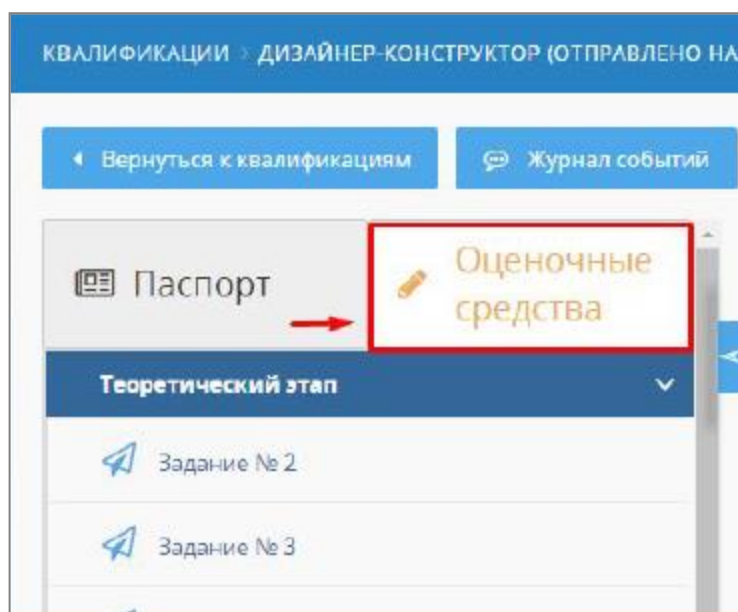 КВАЛИФИКАЦИИ › ДИЗАЙНЕР-КОНСТРУКТОР (ОТПРАВЛЕНО НА
Вернуться к квалификациям
Журнал событий
Паспорт
Оценочные
средства
Теоретический этап
Задание № 2
Задание № 3